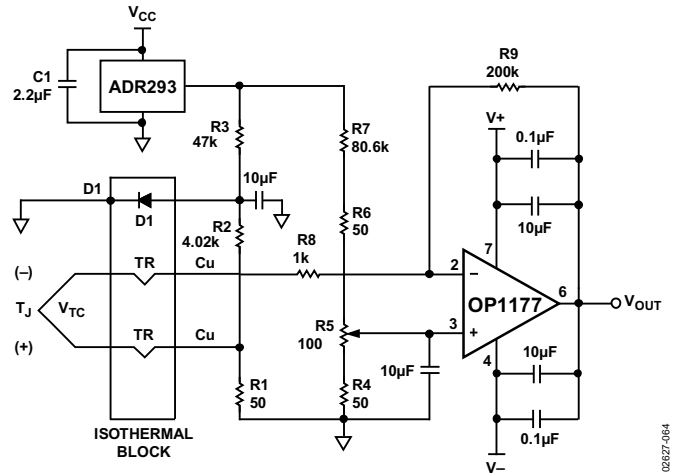 VCC
C1
2.2µF
ADR293
R3
47k
R7
80.6k
R9
200k
V+
0.1µF
10µF
D1
D1
10µF
R2
4.02k
R6
50
R8
1k
(–)
TR
Cu
TJ
VTC
(+)
TR
Cu
R5
100
2
–
7
OP1177
6
VOUT
3
+
4
10µF
10µF
0.1µF
R1
50
R4
50
ISOTHERMAL
BLOCK
V–
02627-064